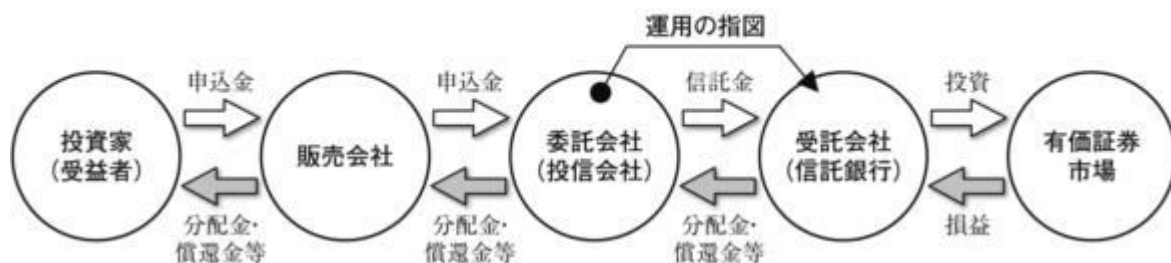 運用の指図
申込金
申込金
信託金
投資
投資家
(受益者)
販売会社
委託会社
(投信会社)
受託会社
(信託銀行)
有価証券
市場
分配金・
償還金等
分配金・
償還金等
分配金・
償還金等
損益